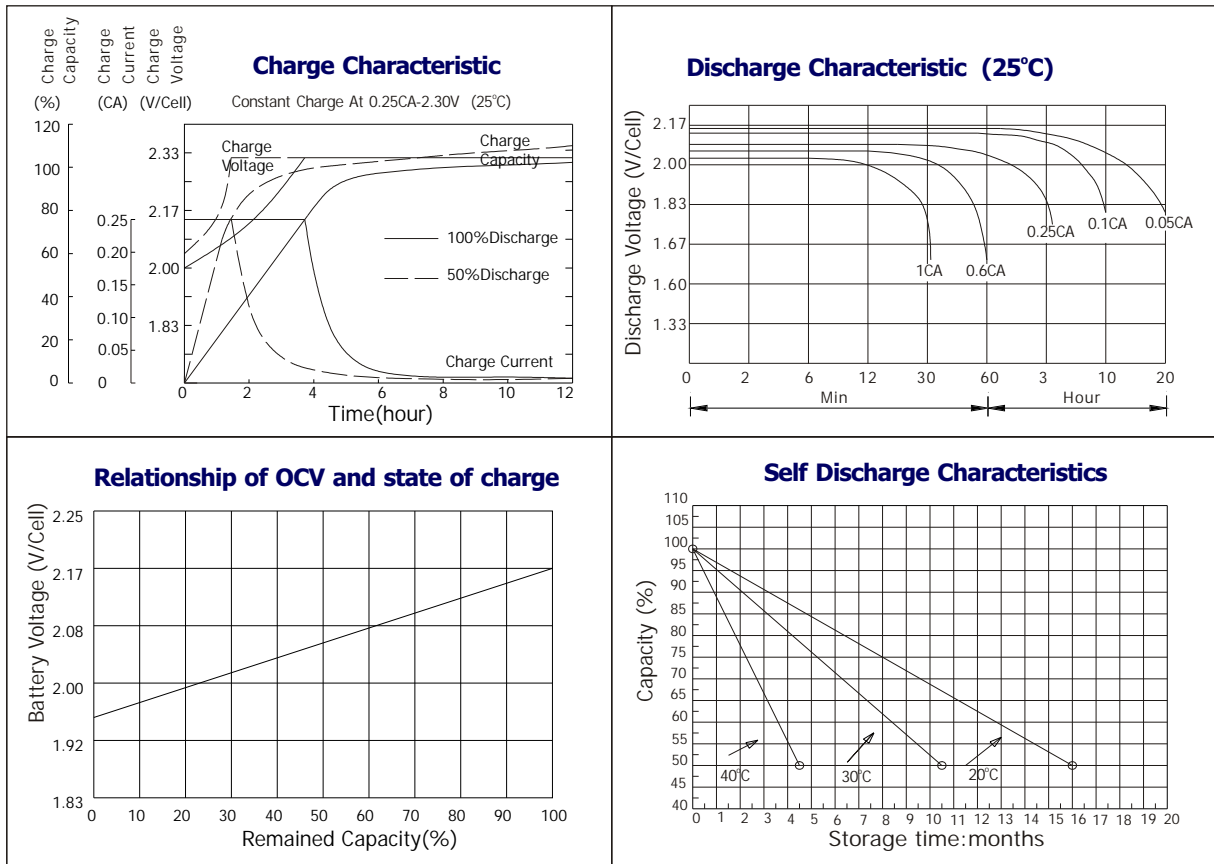 Charge
Capacity
Charge
Current
Charge
Voltage
Charge Characteristic
(%) (CA) (V/Cell) Constant Charge At 0.25CA-2.30V (25°C)
120
100
80
60
40
20
0
0.25
0.20
0.15
0.10
0.05
0
2.33
2.17
2.00
1.83
Charge
Voltage
Charge
Capacity
100%Discharge
50%Discharge
Charge Current
0 2 4 6 8 10 12
Time(hour)
Discharge Characteristic (25°C)
Discharge Voltage (V/Cell)
2.17
2.00
1.83
1.67
1.60
1.33
1CA 0.6CA 0.25CA 0.1CA 0.05CA
0 2 6 12 30 60 3 10 20
Min Hour
Relationship of OCV and state of charge
Battery Voltage (V/Cell)
2.25
2.17
2.08
2.00
1.92
1.83
0 10 20 30 40 50 60 70 80 90 100
Remained Capacity(%)
Self Discharge Characteristics
Capacity (%)
110
105
100
95
90
85
80
75
70
65
60
55
50
45
40
40°C 30°C 20°C
0 1 2 3 4 5 6 7 8 9 10 11 12 13 14 15 16 17 18 19 20
Storage time:months